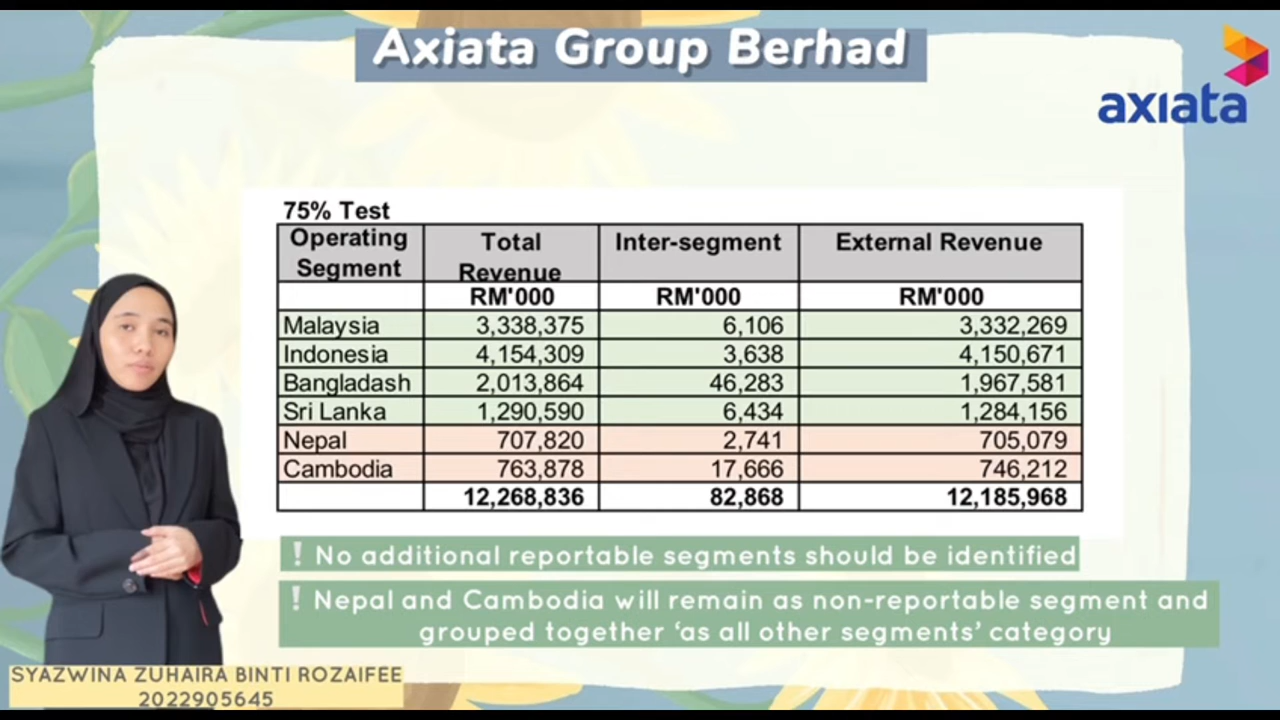 Axiata Group Berhad
axiata
75% Test
Operating Segment Total Revenue Inter-segment External Revenue
RM'000 RM'000 RM'000
Malaysia 3,338,375 6,106 3,332,269
Indonesia 4,154,309 3,638 4,150,671
Bangladash 2,013,864 46,283 1,967,581
Sri Lanka 1,290,590 6,434 1,284,156
Nepal 707,820 2,741 705,079
Cambodia 763,878 17,666 746,212
12,268,836 82,868 12,185,968
! No additional reportable segments should be identified
! Nepal and Cambodia will remain as non-reportable segment and
grouped together ‘as all other segments’ category
SYAZWINA ZUHAIRA BINTI ROZAIFEE
2022905645